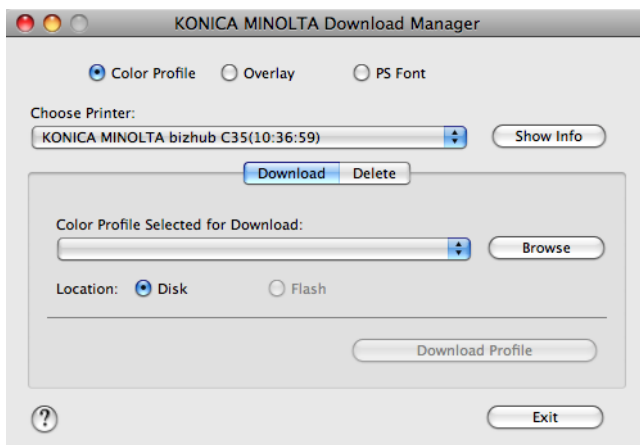 KONICA MINOLTA Download Manager
Color Profile Overlay PS Font
Choose Printer:
KONICA MINOLTA bizhub C35(10:36:59) Show Info
Download Delete
Color Profile Selected for Download:
Browse
Location: Disk Flash
Download Profile
? Exit